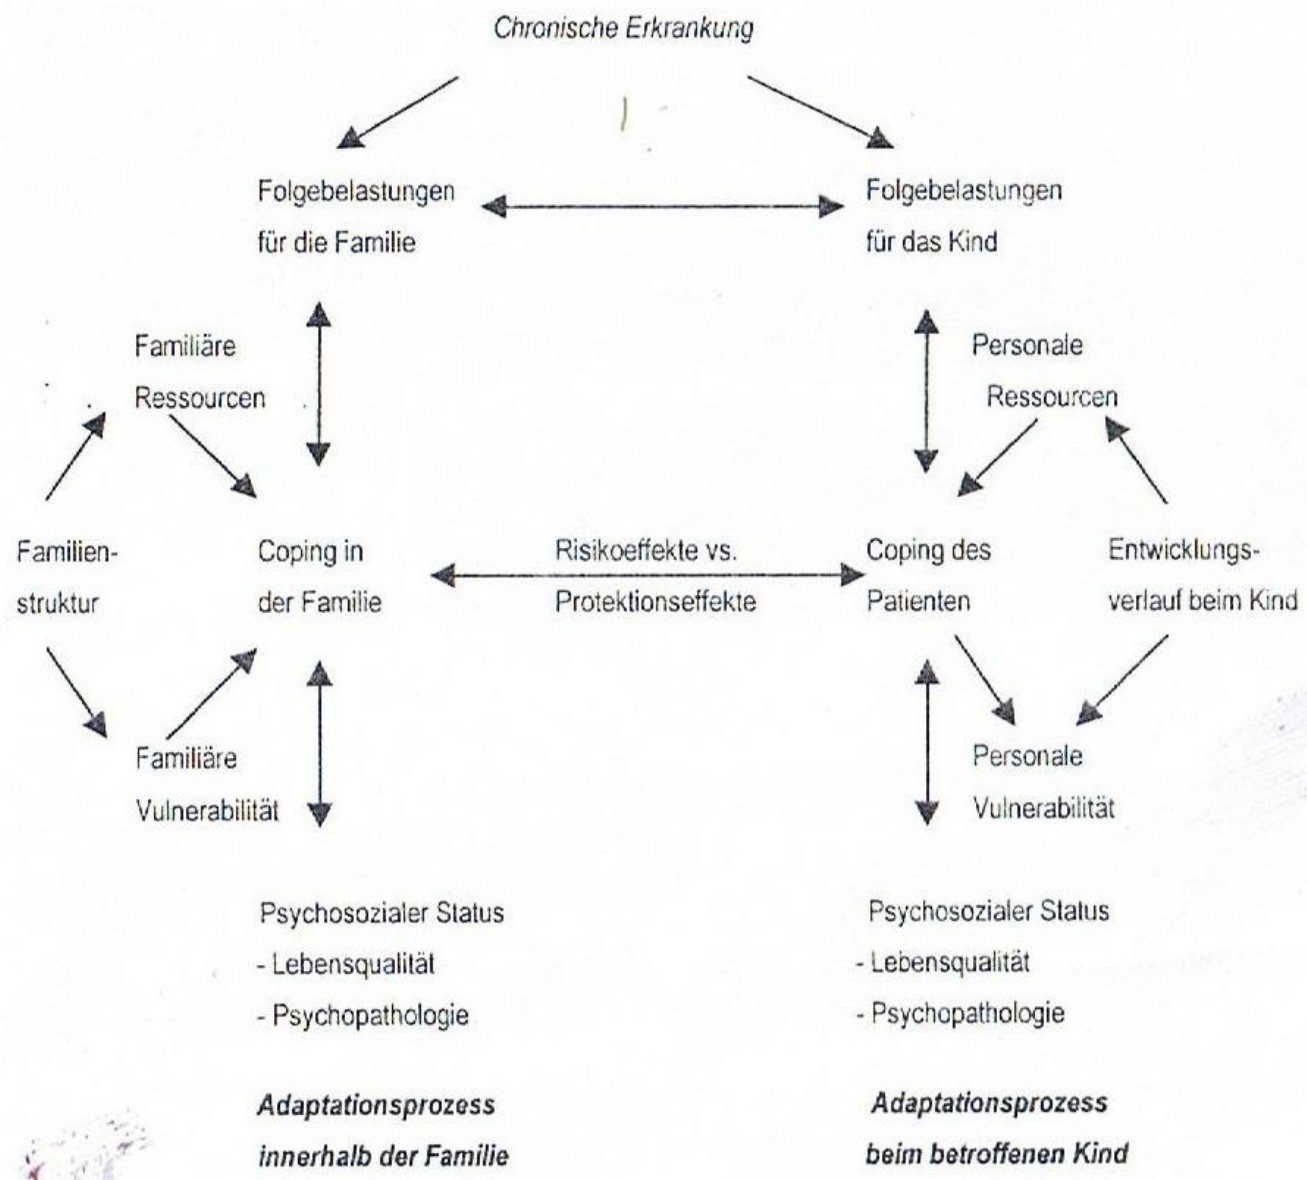 Chronische Erkrankung
Folgebelastungen
für die Familie
Folgebelastungen
für das Kind
Familiäre
Ressourcen
Personale
Ressourcen
Familien-
struktur
Coping in
der Familie
Risikoeffekte vs.
Protektionseffekte
Coping des
Patienten
Entwicklungs-
verlauf beim Kind
Familiäre
Vulnerabilität
Personale
Vulnerabilität
Psychosozialer Status
- Lebensqualität
- Psychopathologie
Psychosozialer Status
- Lebensqualität
- Psychopathologie
Adaptationsprozess
innerhalb der Familie
Adaptationsprozess
beim betroffenen Kind